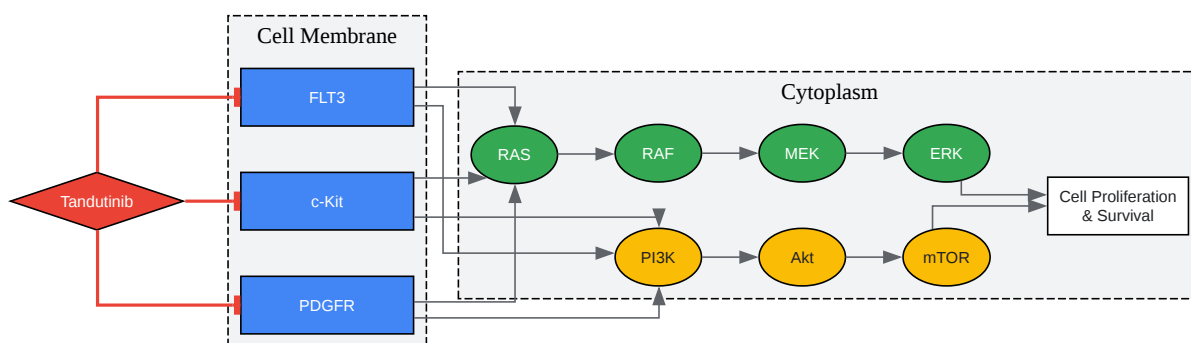 Cell Membrane
FLT3
Cytoplasm
RAS
RAF
MEK
ERK
Tandutinib
c-Kit
Cell Proliferation
& Survival
PI3K
Akt
mTOR
PDGFR